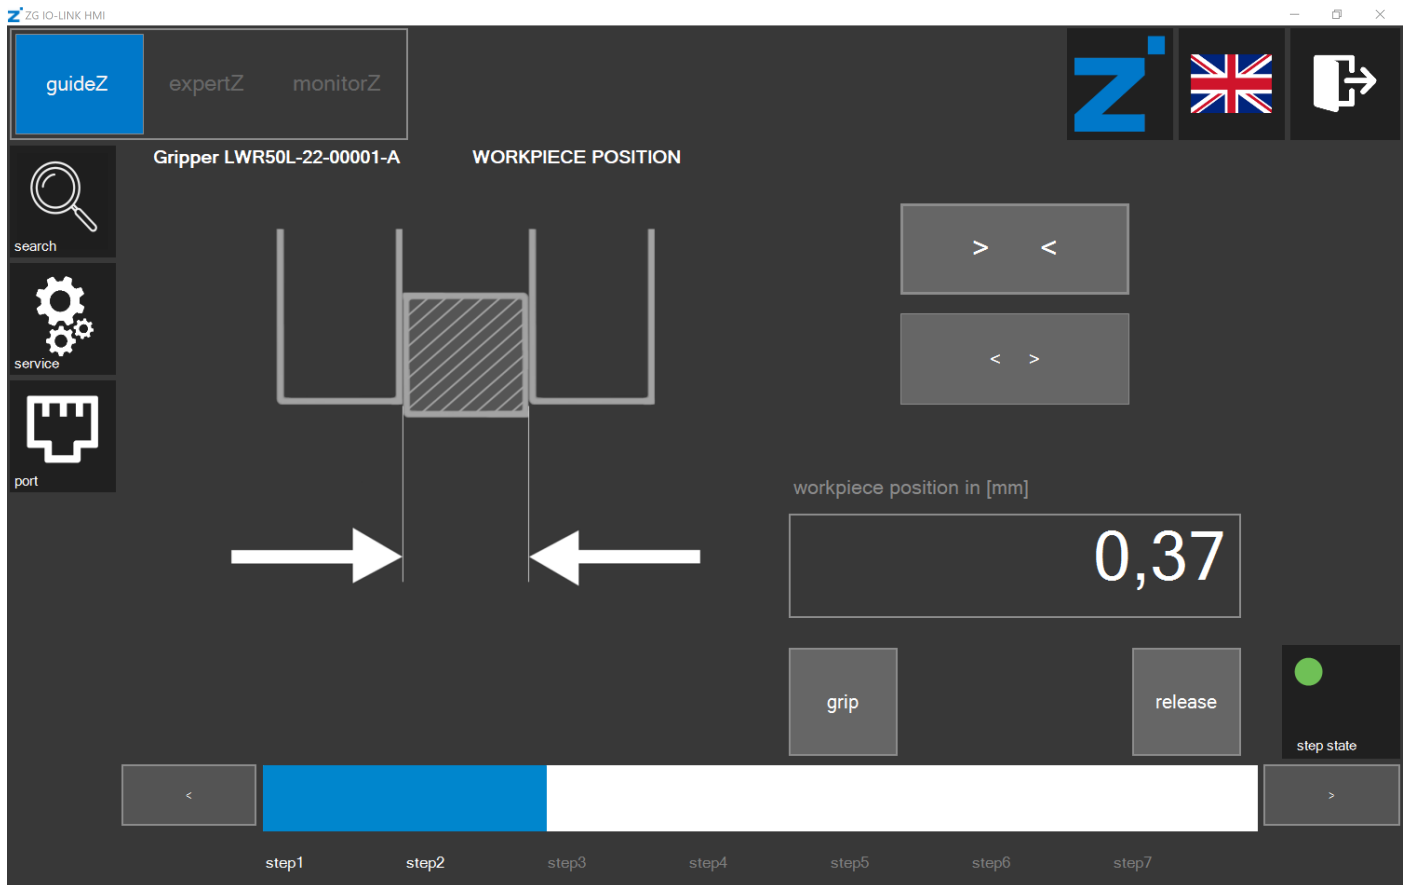 ZG IO-LINK HMI
guideZ expertZ monitorZ
Gripper LWR50L-22-00001-A WORKPIECE POSITION
search
> <
service
< >
port
workpiece position in [mm]
0,37
grip release
step state
< >
step1 step2 step3 step4 step5 step6 step7